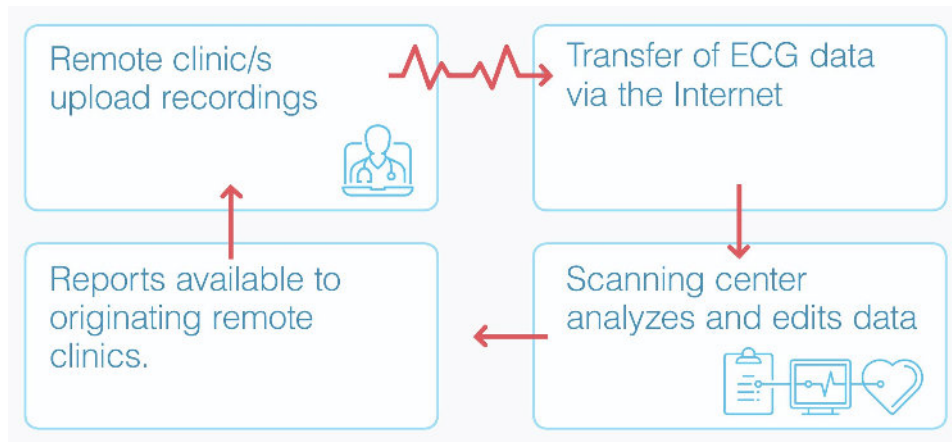 Remote clinic/s
upload recordings
Transfer of ECG data
via the Internet
Scanning center
analyzes and edits data
Reports available to
originating remote
clinics.